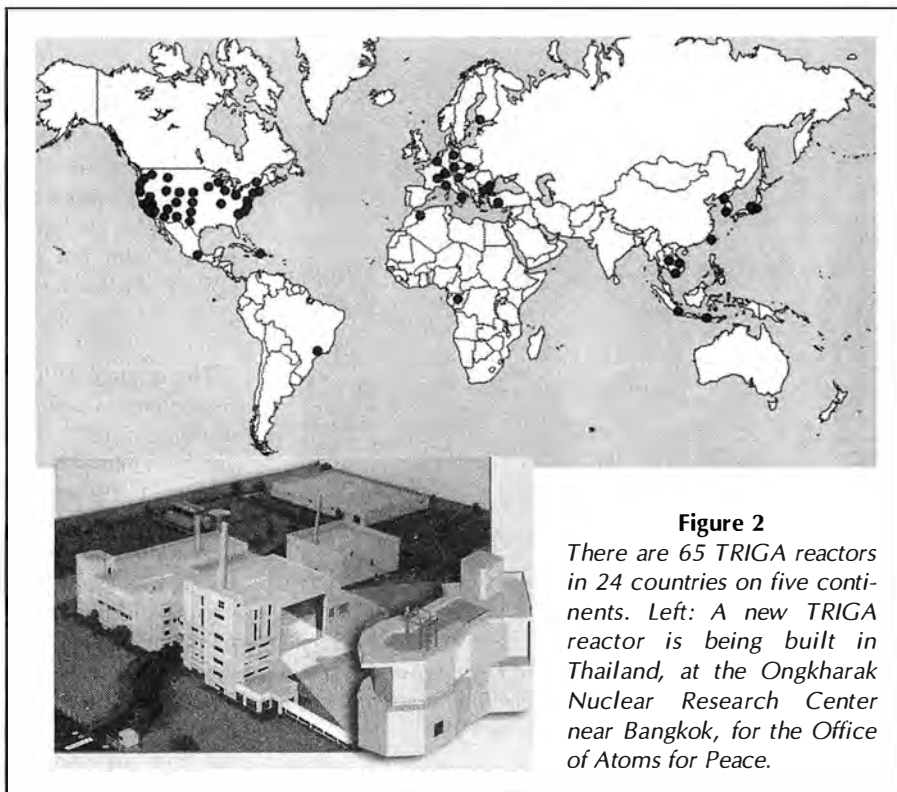 Figure 2
There are 65 TRIGA reactors
in 24 countries on five conti-
nents. Left: A new TRIGA
reactor is being built in
Thailand, at the Ongkharak
Nuclear Research Center
near Bangkok, for the Office
of Atoms for Peace.